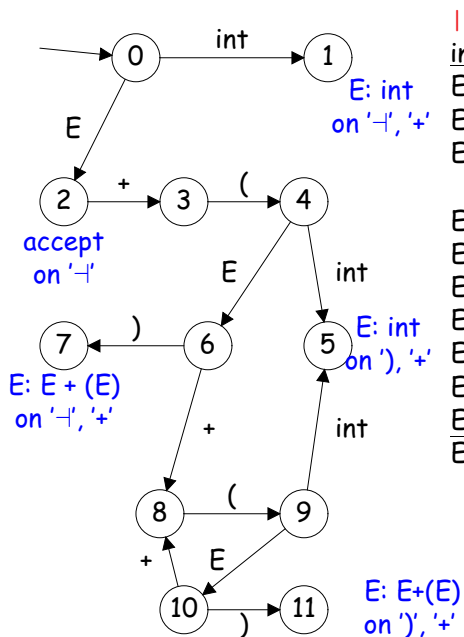 0
int
1
E: int
on '⊣', '+'
E
2
+
3
(
4
accept
on '⊣'
E
int
7
)
6
5
E: int
on '), '+'
E: E + (E)
on '⊣', '+'
+
int
8
(
9
+
E
10
)
11
E: E+(E)
on ')', '+'
|
E
E
E
E
E
E
E
E
E
E
E